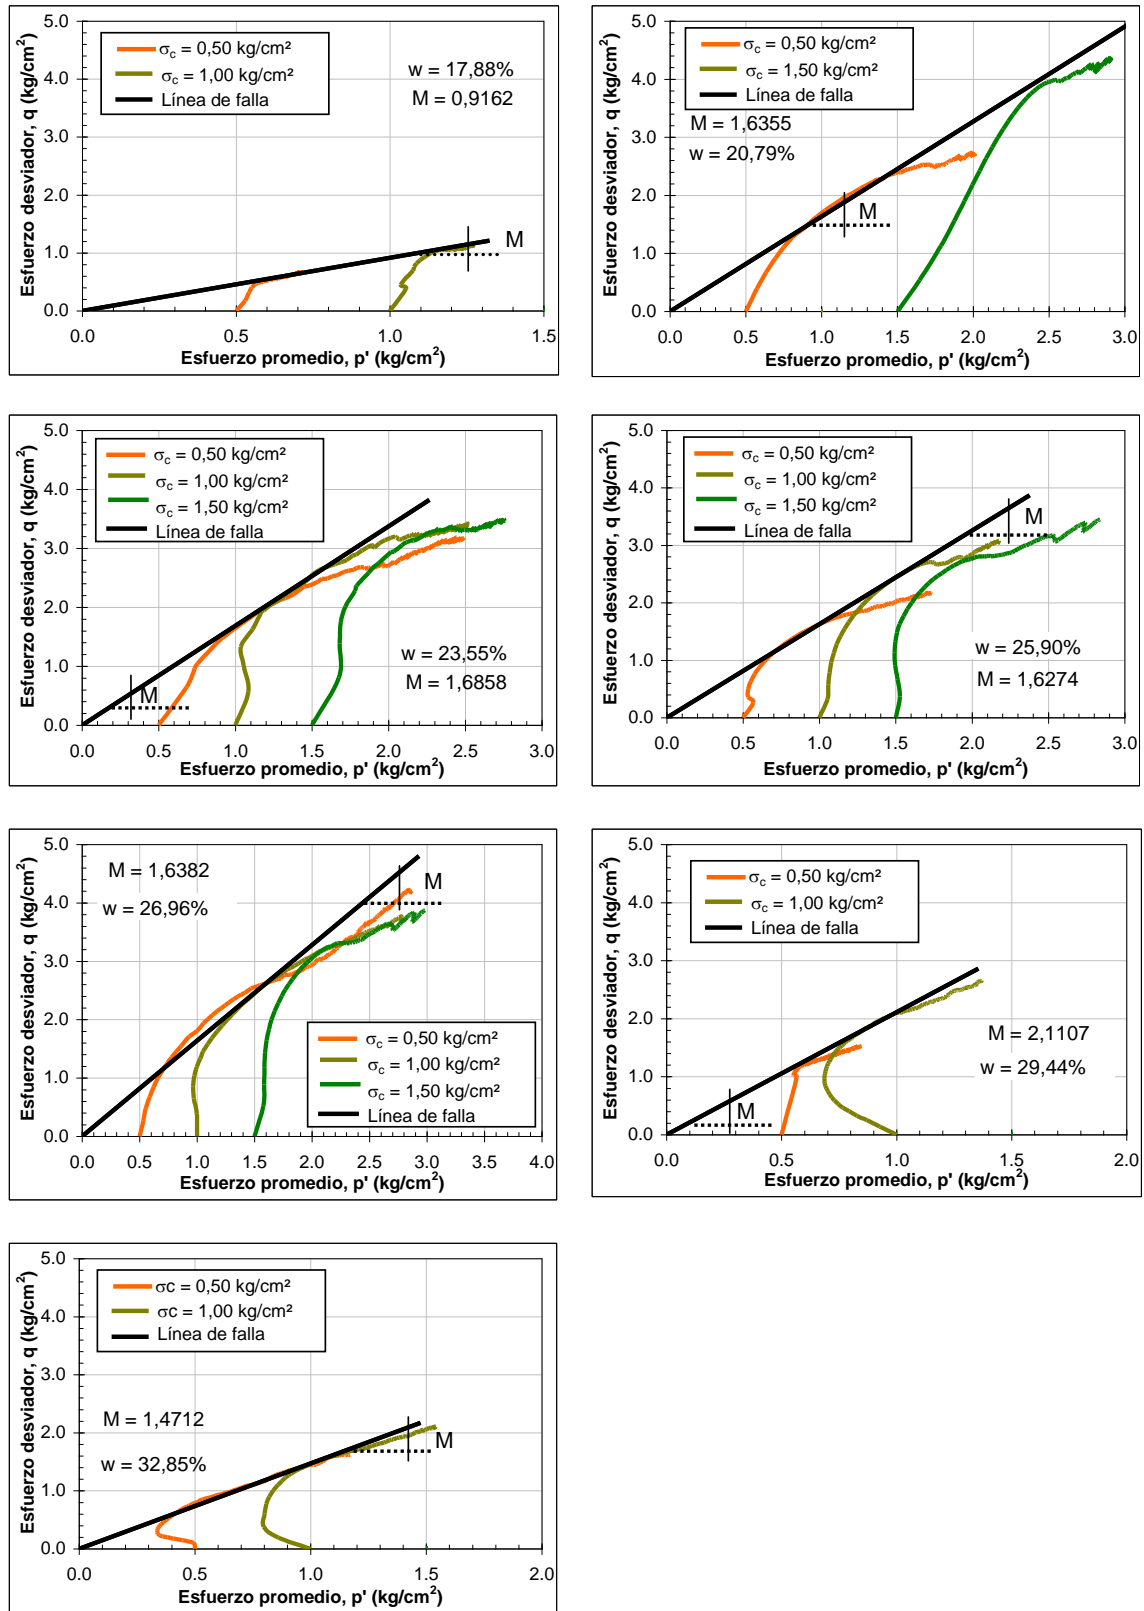 5.0
4.0
3.0
2.0
1.0
0.0
0.0 0.5 1.0 1.5
Esfuerzo desviador, q (kg/cm²)
Esfuerzo promedio, p' (kg/cm²)
σc = 0,50 kg/cm²
σc = 1,00 kg/cm²
Línea de falla
w = 17,88%
M = 0,9162
M
5.0
4.0
3.0
2.0
1.0
0.0
0.0 1.0 2.0 3.0
Esfuerzo desviador, q (kg/cm²)
Esfuerzo promedio, p' (kg/cm²)
σc = 0,50 kg/cm²
σc = 1,50 kg/cm²
Línea de falla
M = 1,6355
w = 20,79%
M
5.0
4.0
3.0
2.0
1.0
0.0
0.0 0.5 1.0 1.5 2.0 2.5 3.0
Esfuerzo desviador, q (kg/cm²)
Esfuerzo promedio, p' (kg/cm²)
σc = 0,50 kg/cm²
σc = 1,00 kg/cm²
σc = 1,50 kg/cm²
Línea de falla
w = 23,55%
M = 1,6858
M
5.0
4.0
3.0
2.0
1.0
0.0
0.0 0.5 1.0 1.5 2.0 2.5 3.0
Esfuerzo desviador, q (kg/cm²)
Esfuerzo promedio, p' (kg/cm²)
σc = 0,50 kg/cm²
σc = 1,00 kg/cm²
σc = 1,50 kg/cm²
Línea de falla
M
w = 25,90%
M = 1,6274
5.0
4.0
3.0
2.0
1.0
0.0
0.0 0.5 1.0 1.5 2.0 2.5 3.0 3.5 4.0
Esfuerzo desviador, q (kg/cm²)
Esfuerzo promedio, p' (kg/cm²)
M = 1,6382
w = 26,96%
M
σc = 0,50 kg/cm²
σc = 1,00 kg/cm²
σc = 1,50 kg/cm²
Línea de falla
5.0
4.0
3.0
2.0
1.0
0.0
0.0 0.5 1.0 1.5 2.0
Esfuerzo desviador, q (kg/cm²)
Esfuerzo promedio, p' (kg/cm²)
σc = 0,50 kg/cm²
σc = 1,00 kg/cm²
Línea de falla
M = 2,1107
w = 29,44%
M
5.0
4.0
3.0
2.0
1.0
0.0
0.0 0.5 1.0 1.5 2.0
Esfuerzo desviador, q (kg/cm²)
Esfuerzo promedio, p' (kg/cm²)
σc = 0,50 kg/cm²
σc = 1,00 kg/cm²
Línea de falla
M = 1,4712
w = 32,85%
M